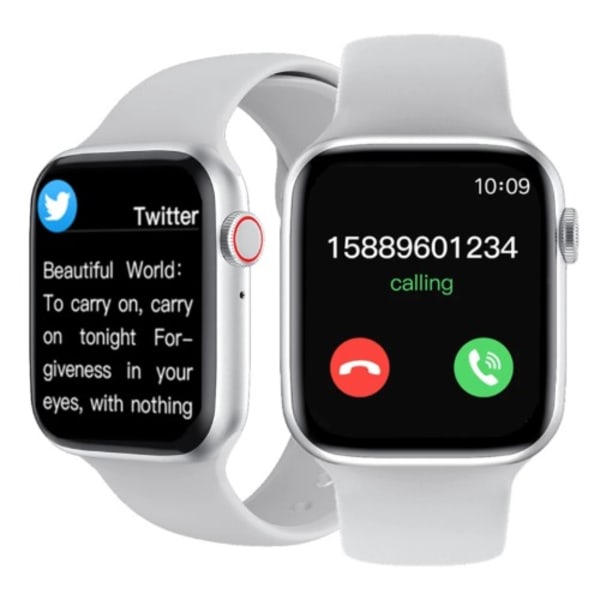 Twitter
Beautiful World:
To carry on, carry
on tonight For-
giveness in your
eyes, with nothing
10:09
15889601234
calling